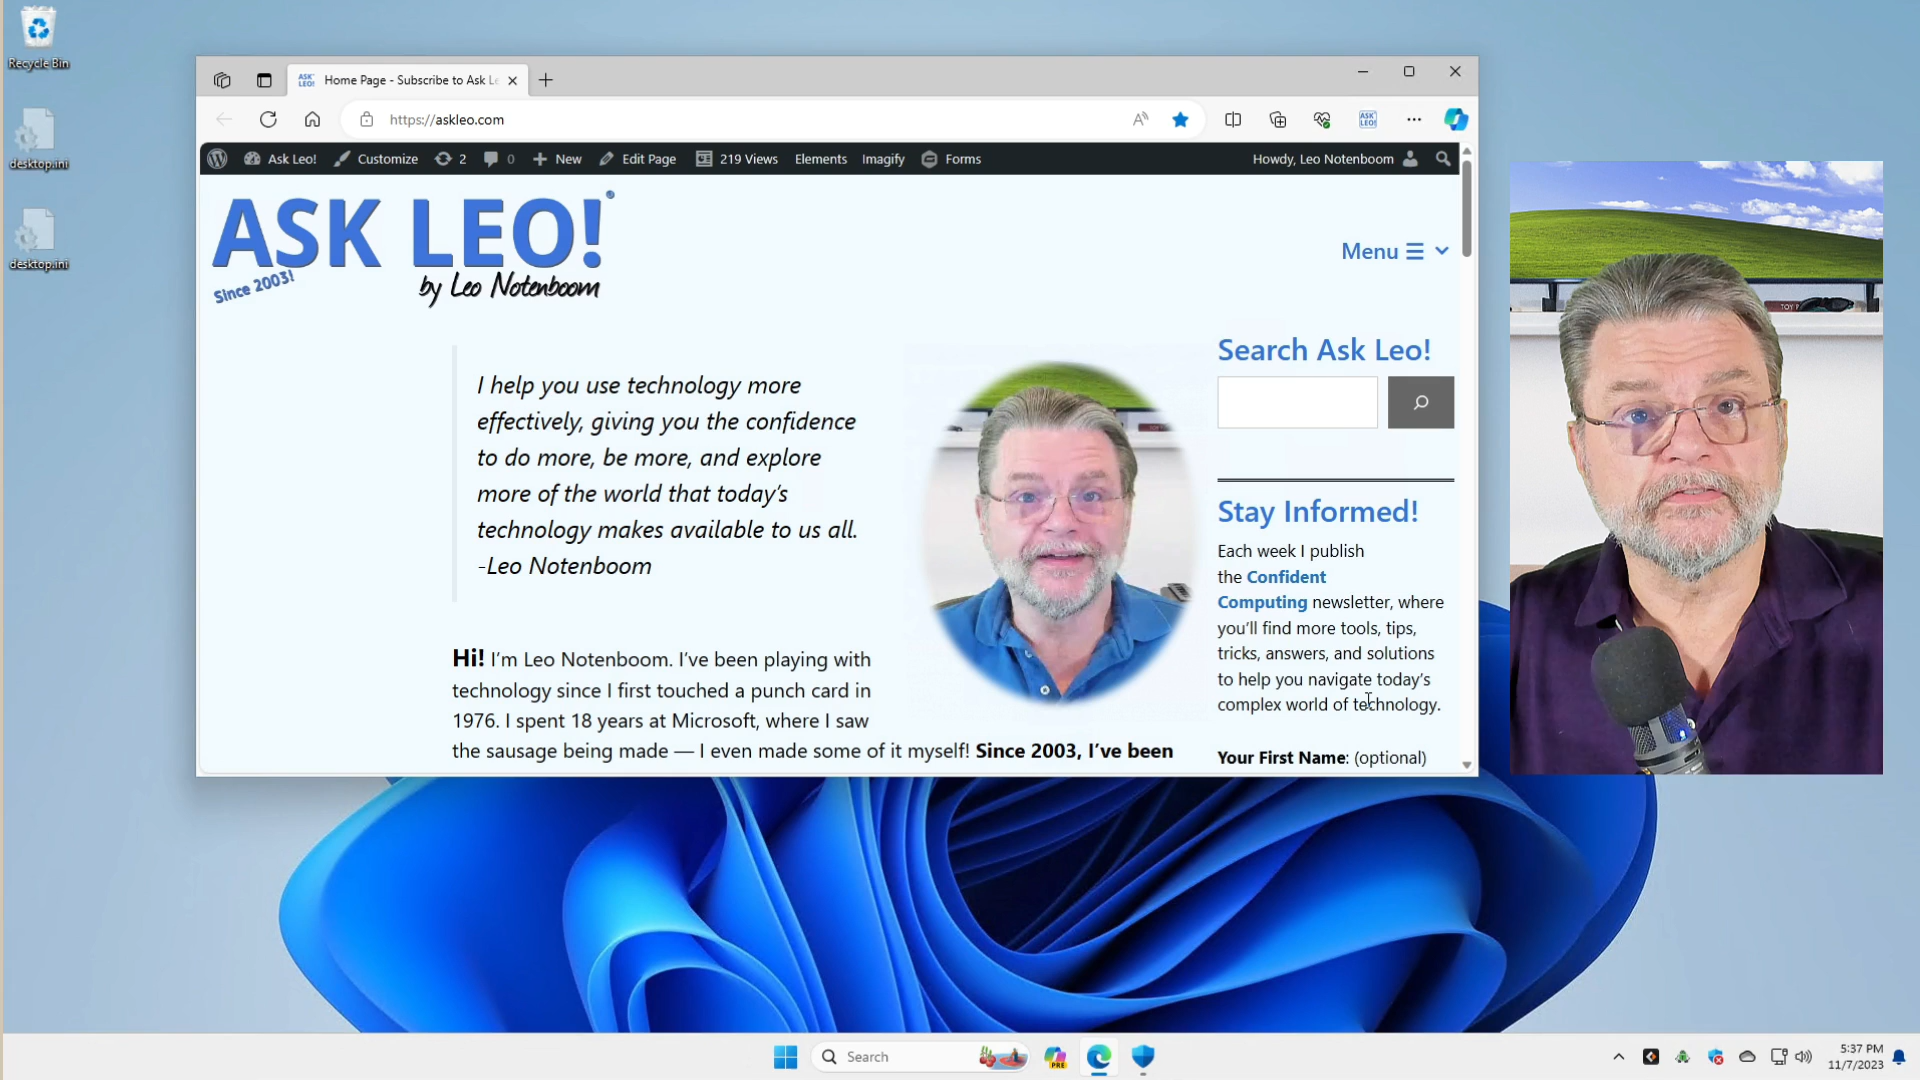 Recycle Bin
desktop.ini
desktop.ini
ASK LEO!
Home Page - Subscribe to Ask Le
https://askleo.com
ASK LEO!
Ask Leo!
Customize
2
0
New
Edit Page
219 Views
Elements
Imagify
Forms
Howdy, Leo Notenboom
ASK LEO!
Since 2003!
by Leo Notenboom
Menu
I help you use technology more
effectively, giving you the confidence
to do more, be more, and explore
more of the world that today’s
technology makes available to us all.
-Leo Notenboom
Hi! I’m Leo Notenboom. I’ve been playing with
technology since I first touched a punch card in
1976. I spent 18 years at Microsoft, where I saw
the sausage being made — I even made some of it myself! Since 2003, I’ve been
Search Ask Leo!
Stay Informed!
Each week I publish
the Confident
Computing newsletter, where
you’ll find more tools, tips,
tricks, answers, and solutions
to help you navigate today’s
complex world of technology.
Your First Name: (optional)
TOY
Search
PRE
5:37 PM
11/7/2023